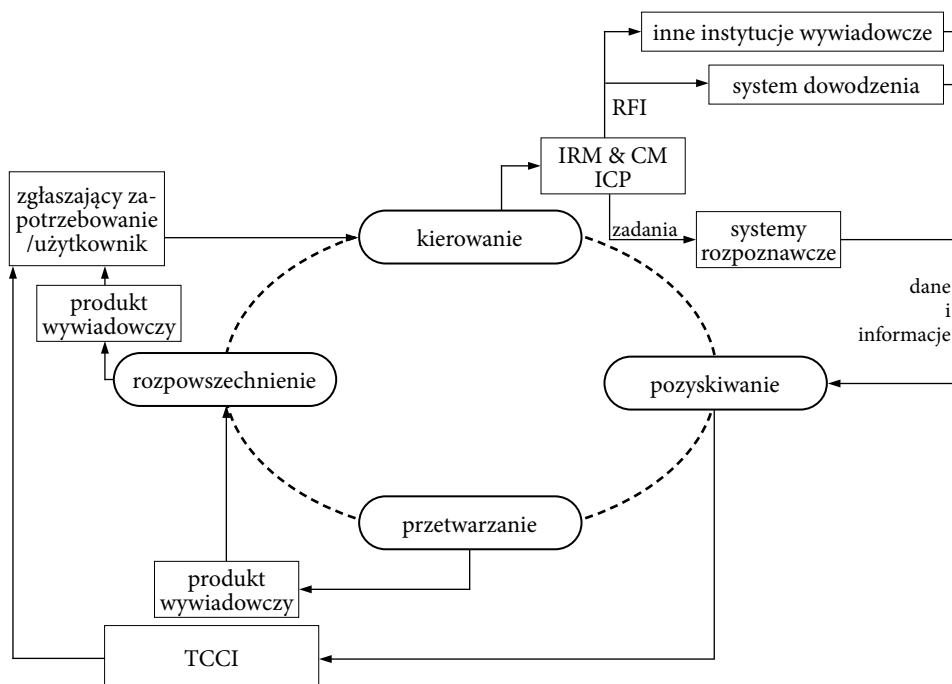 inne instytucje wywiadowcze
system dowodzenia
RFI
IRM & CM
ICP
zgłaszający za-
potrzebowanie
/użytkownik
kierowanie
zadania
systemy
rozpoznawcze
produkt
wywiadowczy
dane
i
informacje
rozpowszechnienie
pozyskiwanie
przetwarzanie
produkt
wywiadowczy
TCCI